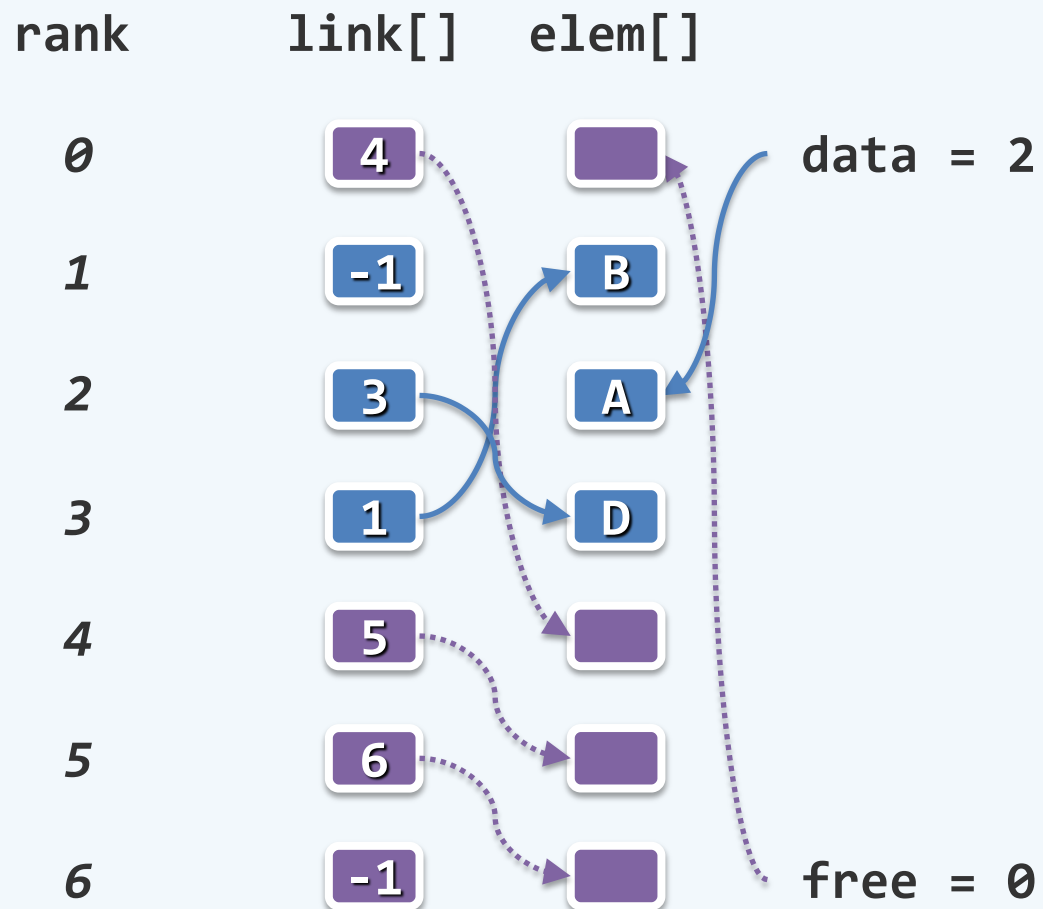 rank link[] elem[]
0 4 data = 2
1 -1 B
2 3 A
3 1 D
4 5
5 6
6 -1 free = 0